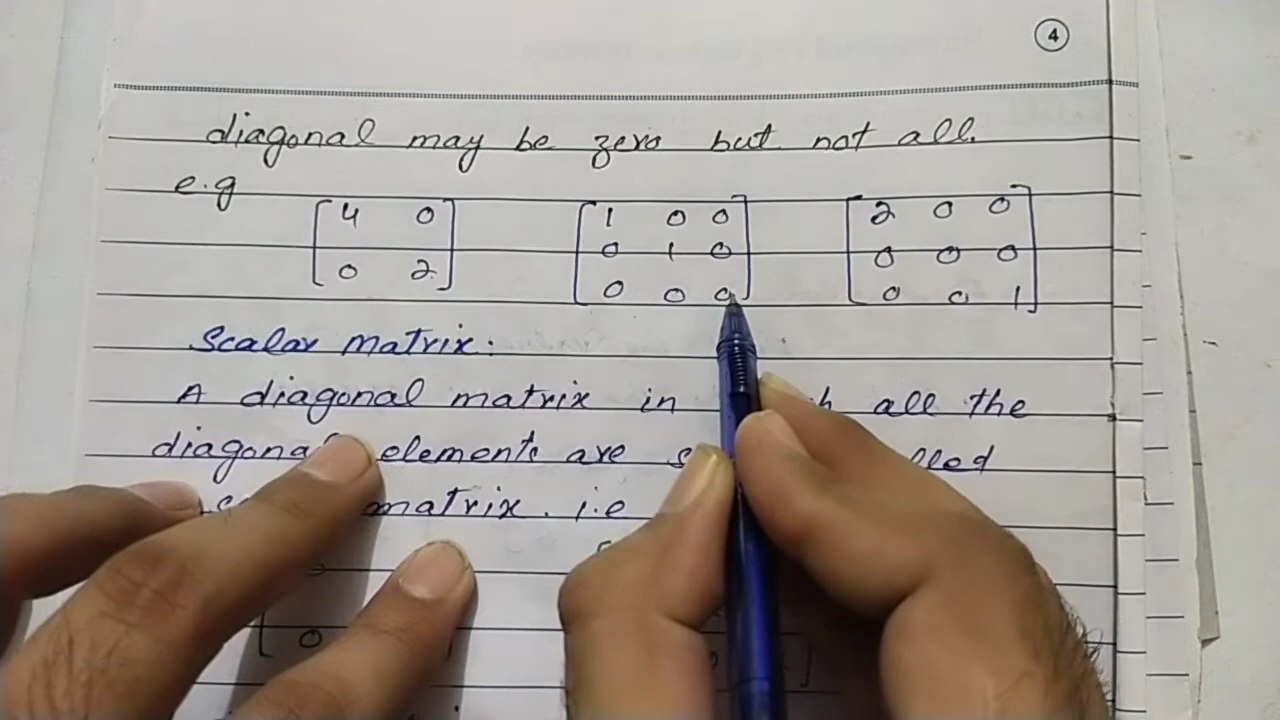 4
diagonal may be zero but not all.
e.g
4 0 1 0 0 2 0 0
0 1 0 0 0 0
0 2 0 0 0 0 0 1
Scalar matrix:
A diagonal matrix in all the
elements are
matrix. i.e
0